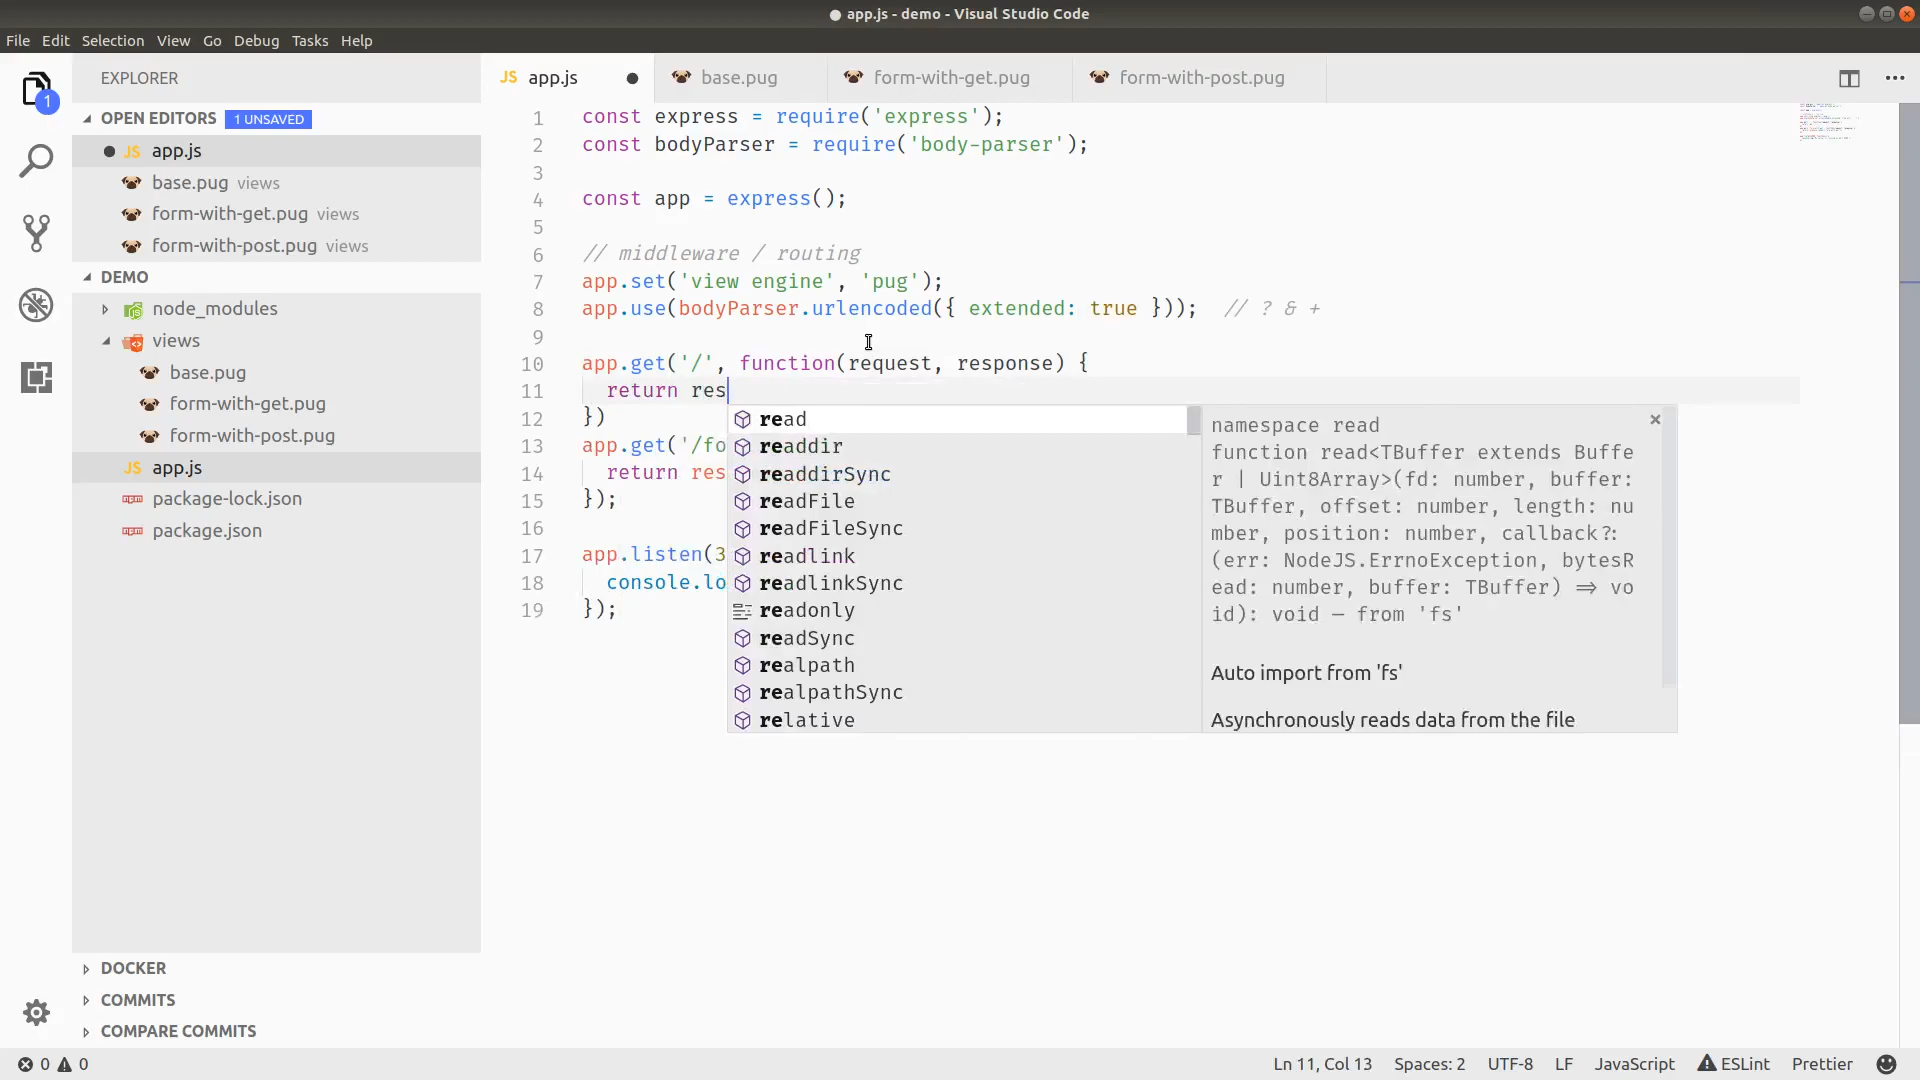 app.js - demo - Visual Studio Code
File Edit Selection View Go Debug Tasks Help
1
EXPLORER
OPEN EDITORS 1 UNSAVED
JS app.js
base.pug views
form-with-get.pug views
form-with-post.pug views
DEMO
node_modules
views
base.pug
form-with-get.pug
form-with-post.pug
JS app.js
package-lock.json
package.json
DOCKER
COMMITS
COMPARE COMMITS
JS app.js base.pug form-with-get.pug form-with-post.pug
1 const express = require('express');
2 const bodyParser = require('body-parser');
3
4 const app = express();
5
6 // middleware / routing
7 app.set('view engine', 'pug');
8 app.use(bodyParser.urlencoded({ extended: true })); // ? & +
9
10 app.get('/', function(request, response) {
11 return res
12 })
13 app.get('/fo
14 return res
15 });
16
17 app.listen(3
18 console.lo
19 });
read
readdir
readdirSync
readFile
readFileSync
readlink
readlinkSync
readonly
readSync
realpath
realpathSync
relative
namespace read
function read<TBuffer extends Buffe
r | Uint8Array>(fd: number, buffer:
TBuffer, offset: number, length: nu
mber, position: number, callback?:
(err: NodeJS.ErrnoException, bytesR
ead: number, buffer: TBuffer) => vo
id): void — from 'fs'
Auto import from 'fs'
Asynchronously reads data from the file
0 0 Ln 11, Col 13 Spaces: 2 UTF-8 LF JavaScript ESLint Prettier